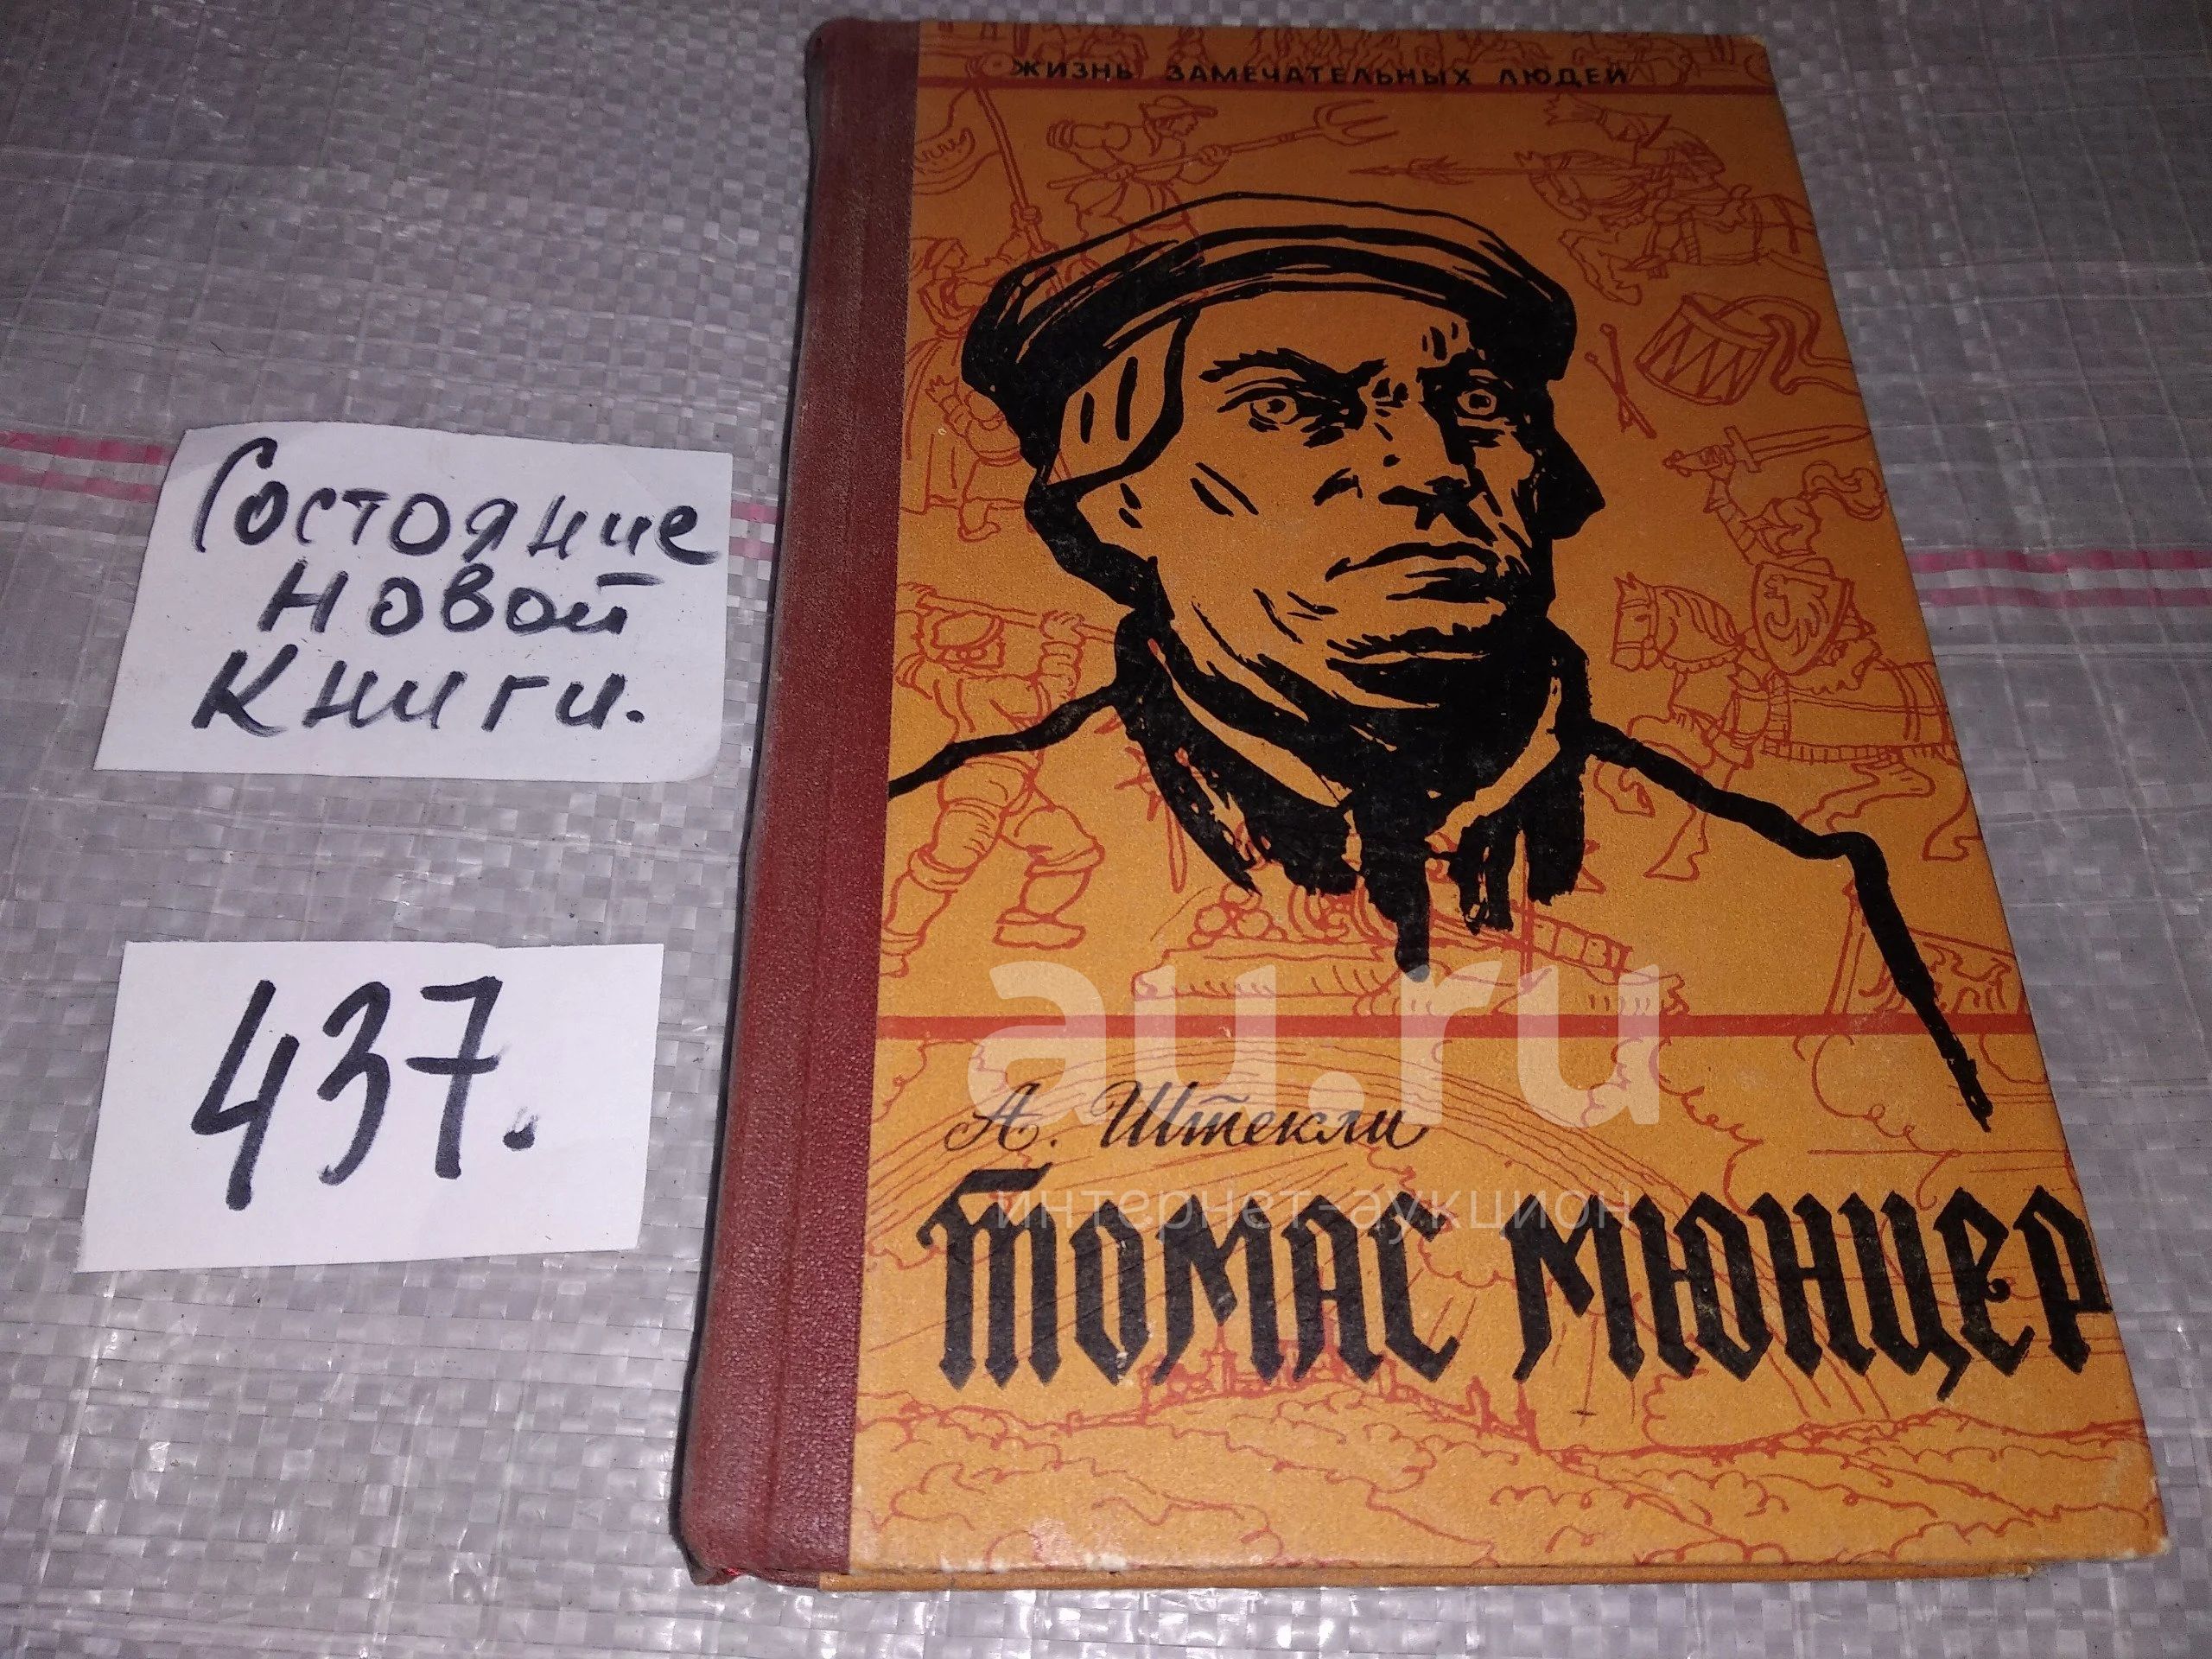 ЖИЗНЬ ЗАМЕЧАТЕЛЬНЫХ ЛЮДЕЙ
Состояние
новой
книги.
437.
au.ru
интернет-аукцион
А. Штекли
ТОМАС МЮНЦЕР